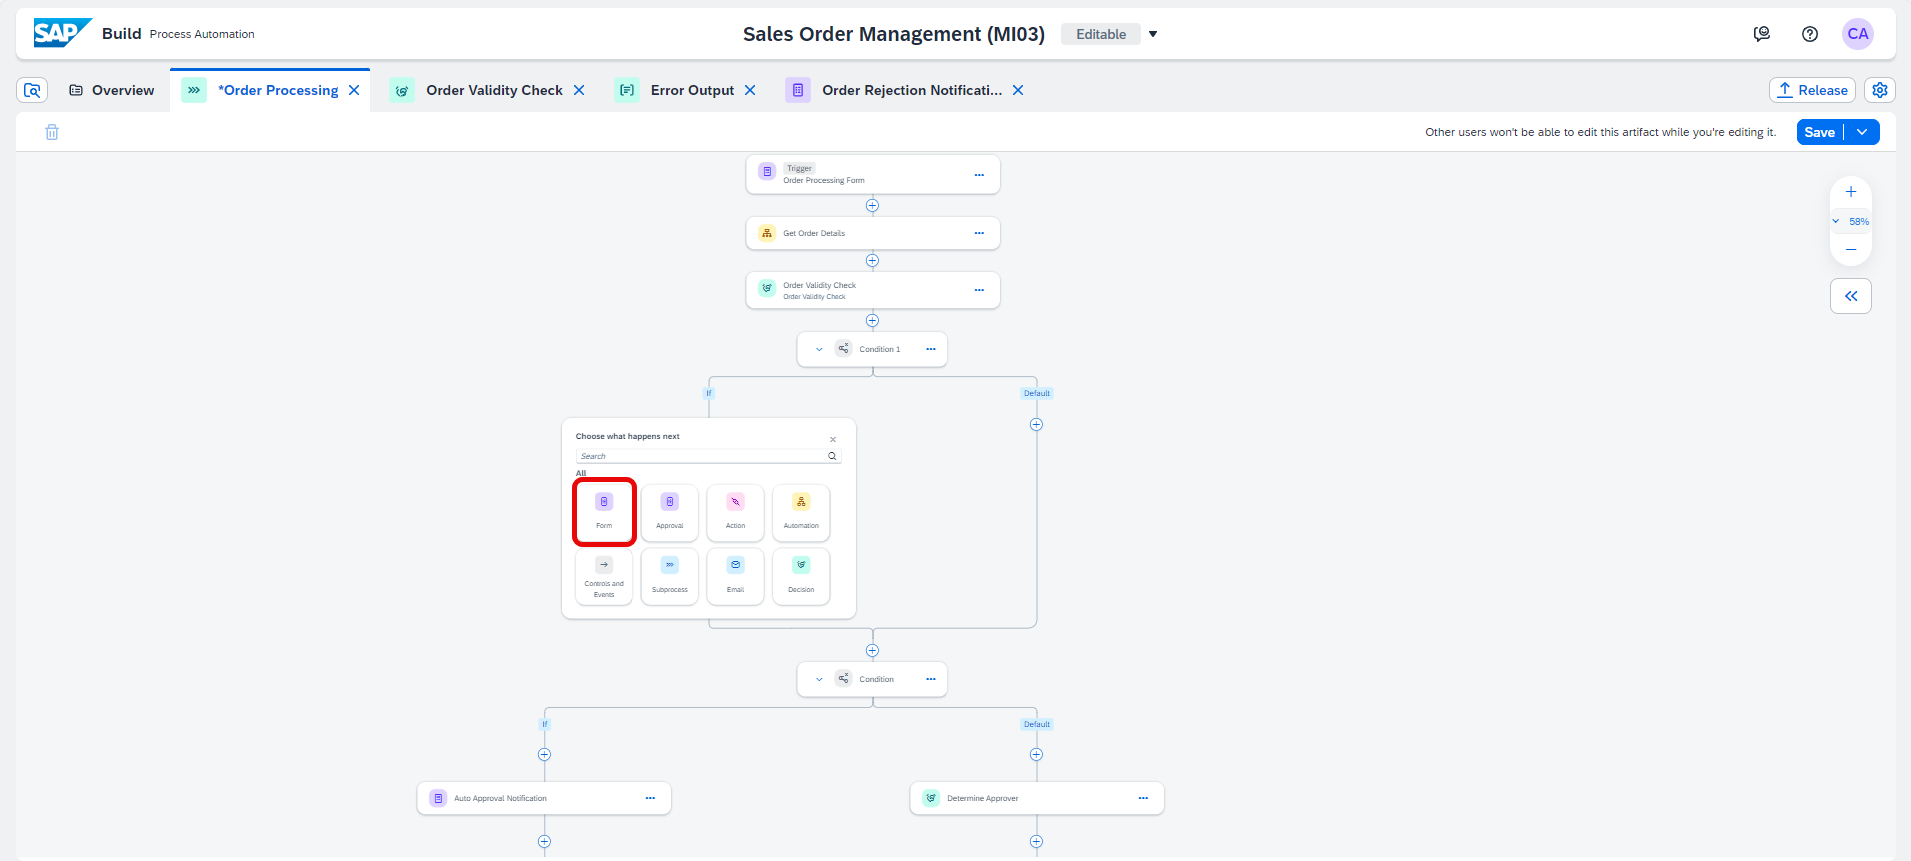 SAP Build Process Automation
Sales Order Management (MI03) Editable
CA
Overview
*Order Processing
Order Validity Check
Error Output
Order Rejection Notificati...
Release
Other users won't be able to edit this artifact while you're editing it.
Save
Trigger
Order Processing Form
58%
Get Order Details
Order Validity Check
Order Validity Check
Condition 1
If
Default
Choose what happens next
Search
All
Form
Approval
Action
Automation
Controls and
Events
Subprocess
Email
Decision
Condition
If
Default
Auto Approval Notification
Determine Approver